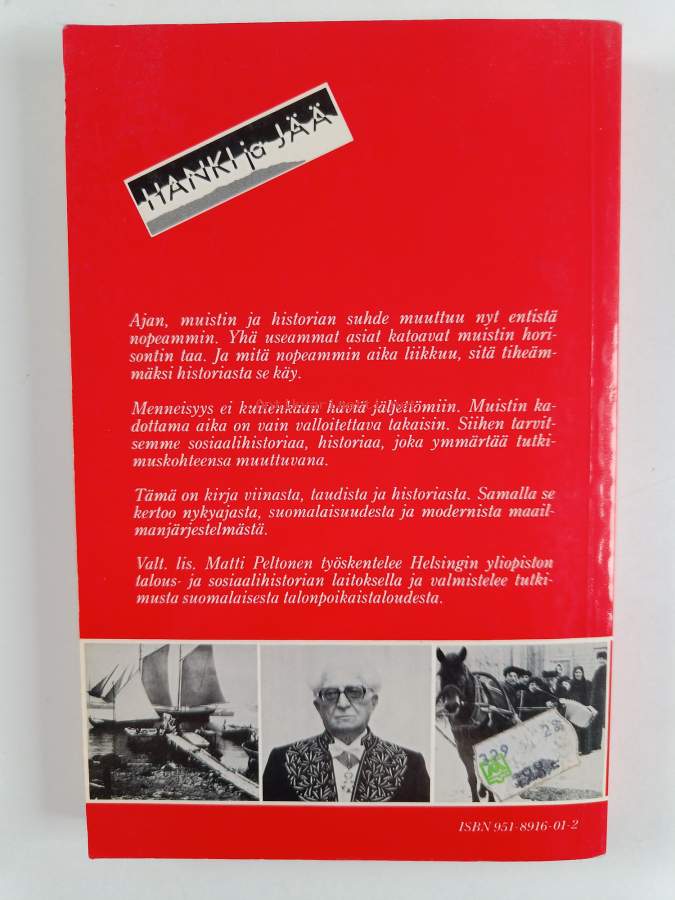 HANKI ja JÄÄ
Ajan, muistin ja historian suhde muuttuu nyt entistä
nopeammin. Yhä useammat asiat katoavat muistin hori-
sontin taa. Ja mitä nopeammin aika liikkuu, sitä tiheäm-
mäksi historiasta se käy.
Menneisyys ei kuitenkaan häviä jäljettömiin. Muistin ka-
dottama aika on vain valloitettava takaisin. Siihen tarvit-
semme sosiaalihistoriaa, historiaa, joka ymmärtää tutki-
muskohteensa muuttuvana.
Tämä on kirja viinasta, taudista ja historiasta. Samalla se
kertoo nykyajasta, suomalaisuudesta ja modernista maail-
manjärjestelmästä.
Valt. lis. Matti Peltonen työskentelee Helsingin yliopiston
talous- ja sosiaalihistorian laitoksella ja valmistelee tutki-
musta suomalaisesta talonpoikaistaloudesta.
329
28
ISBN 951-8916-01-2